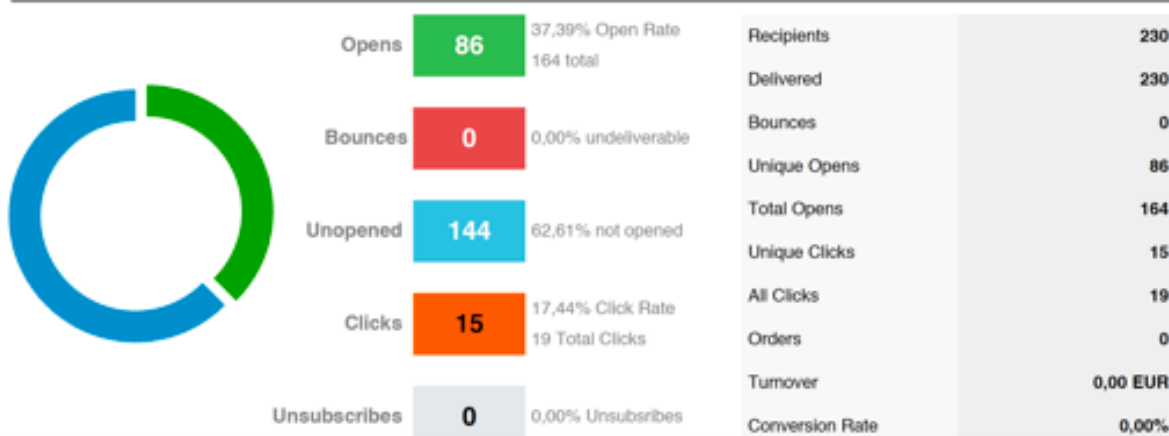 Opens 86 37,39% Open Rate
164 total
Bounces 0 0,00% undeliverable
Unopened 144 62,61% not opened
Clicks 15 17,44% Click Rate
19 Total Clicks
Unsubscribes 0 0,00% Unsubsribes
Recipients 230
Delivered 230
Bounces 0
Unique Opens 86
Total Opens 164
Unique Clicks 15
All Clicks 19
Orders 0
Turnover 0,00 EUR
Conversion Rate 0,00%